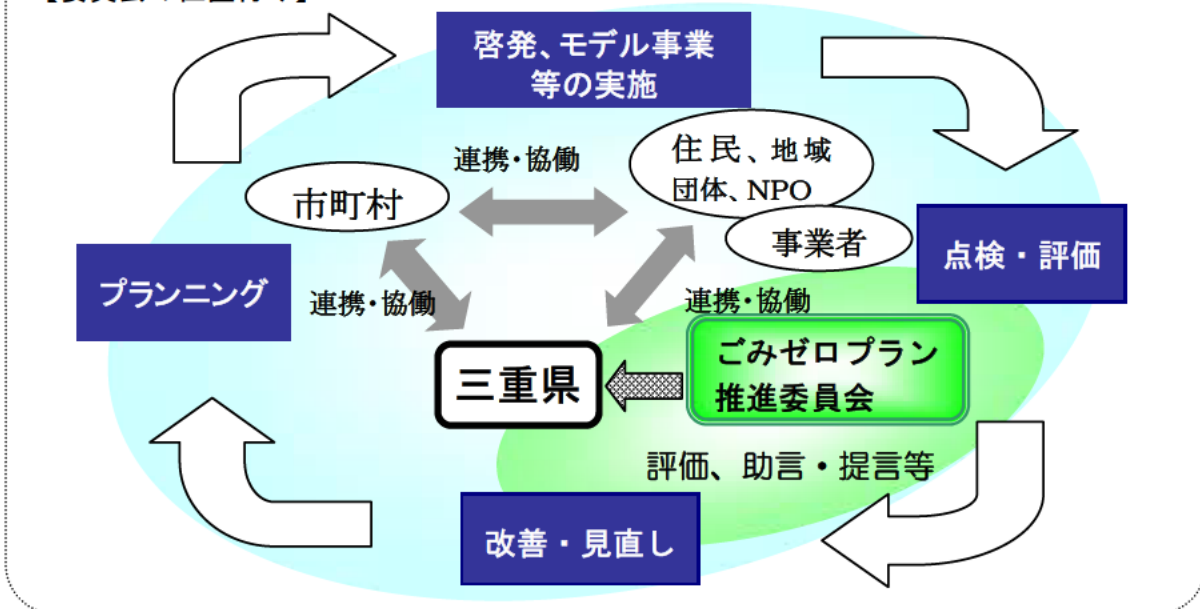 啓発、モデル事業
等の実施
住民、地域
団体、NPO
連携・協働
市町村
事業者
点検・評価
プランニング
連携・協働
連携・協働
ごみゼロプラン
推進委員会
三重県
評価、助言・提言等
改善・見直し